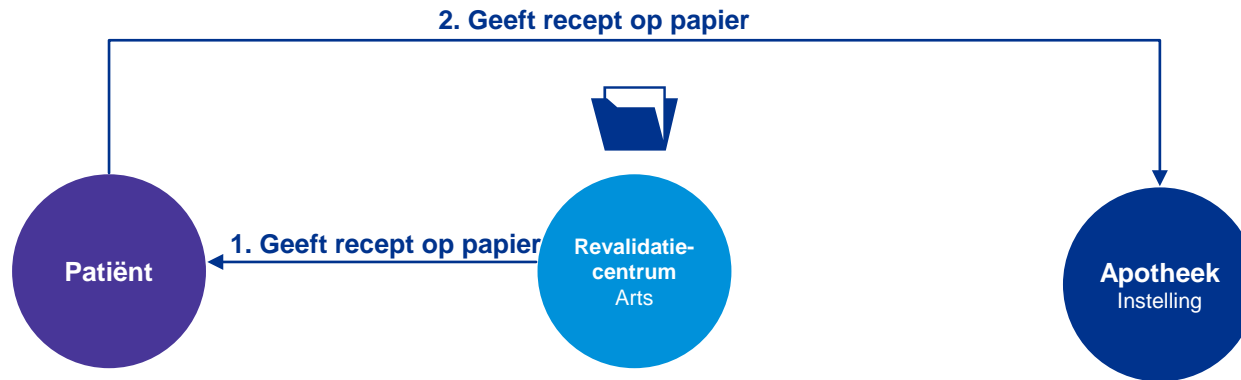 2. Geeft recept op papier
1. Geeft recept op papier
Patiënt
Revalidatie-
centrum
Arts
Apotheek
Instelling